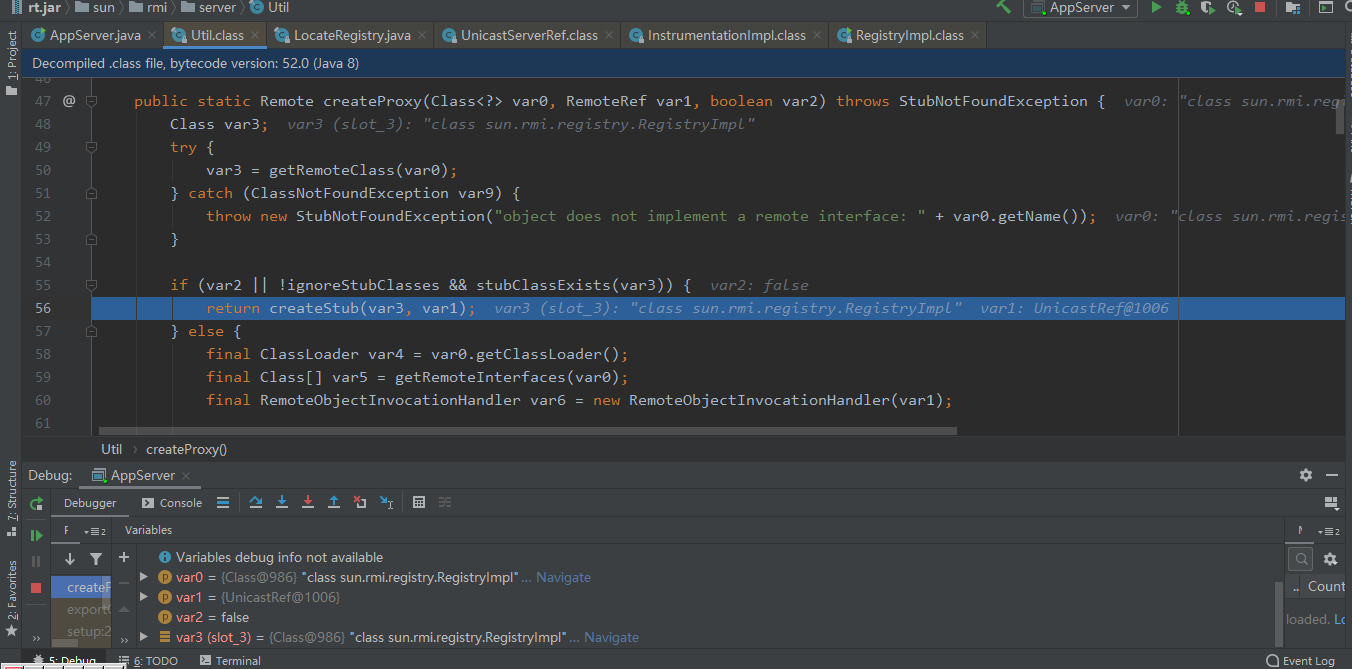 rt.jar sun rmi server Util AppServer
AppServer.java Util.class LocateRegistry.java UnicastServerRef.class InstrumentationImpl.class RegistryImpl.class
Decompiled .class file, bytecode version: 52.0 (Java 8)
1: Project
46
47 @ public static Remote createProxy(Class<?> var0, RemoteRef var1, boolean var2) throws StubNotFoundException { var0: "class sun.rmi.reg
48 Class var3; var3 (slot_3): "class sun.rmi.registry.RegistryImpl"
49 try {
50 var3 = getRemoteClass(var0);
51 } catch (ClassNotFoundException var9) {
52 throw new StubNotFoundException("object does not implement a remote interface: " + var0.getName()); var0: "class sun.rmi.regis
53 }
54
55 if (var2 || !ignoreStubClasses && stubClassExists(var3)) { var2: false
56 return createStub(var3, var1); var3 (slot_3): "class sun.rmi.registry.RegistryImpl" var1: UnicastRef@1006
57 } else {
58 final ClassLoader var4 = var0.getClassLoader();
59 final Class[] var5 = getRemoteInterfaces(var0);
60 final RemoteObjectInvocationHandler var6 = new RemoteObjectInvocationHandler(var1);
61
Util createProxy()
7: Structure
2: Favorites
Debug: AppServer
Debugger Console
F 2 Variables
2
Variables debug info not available
createF
var0 = {Class@986} "class sun.rmi.registry.RegistryImpl"... Navigate
Count
var1 = {UnicastRef@1006}
export
var2 = false
loaded. Lo
setup:2
var3 (slot_3) = {Class@986} "class sun.rmi.registry.RegistryImpl"... Navigate
5: Debug 6: TODO Terminal Event Log